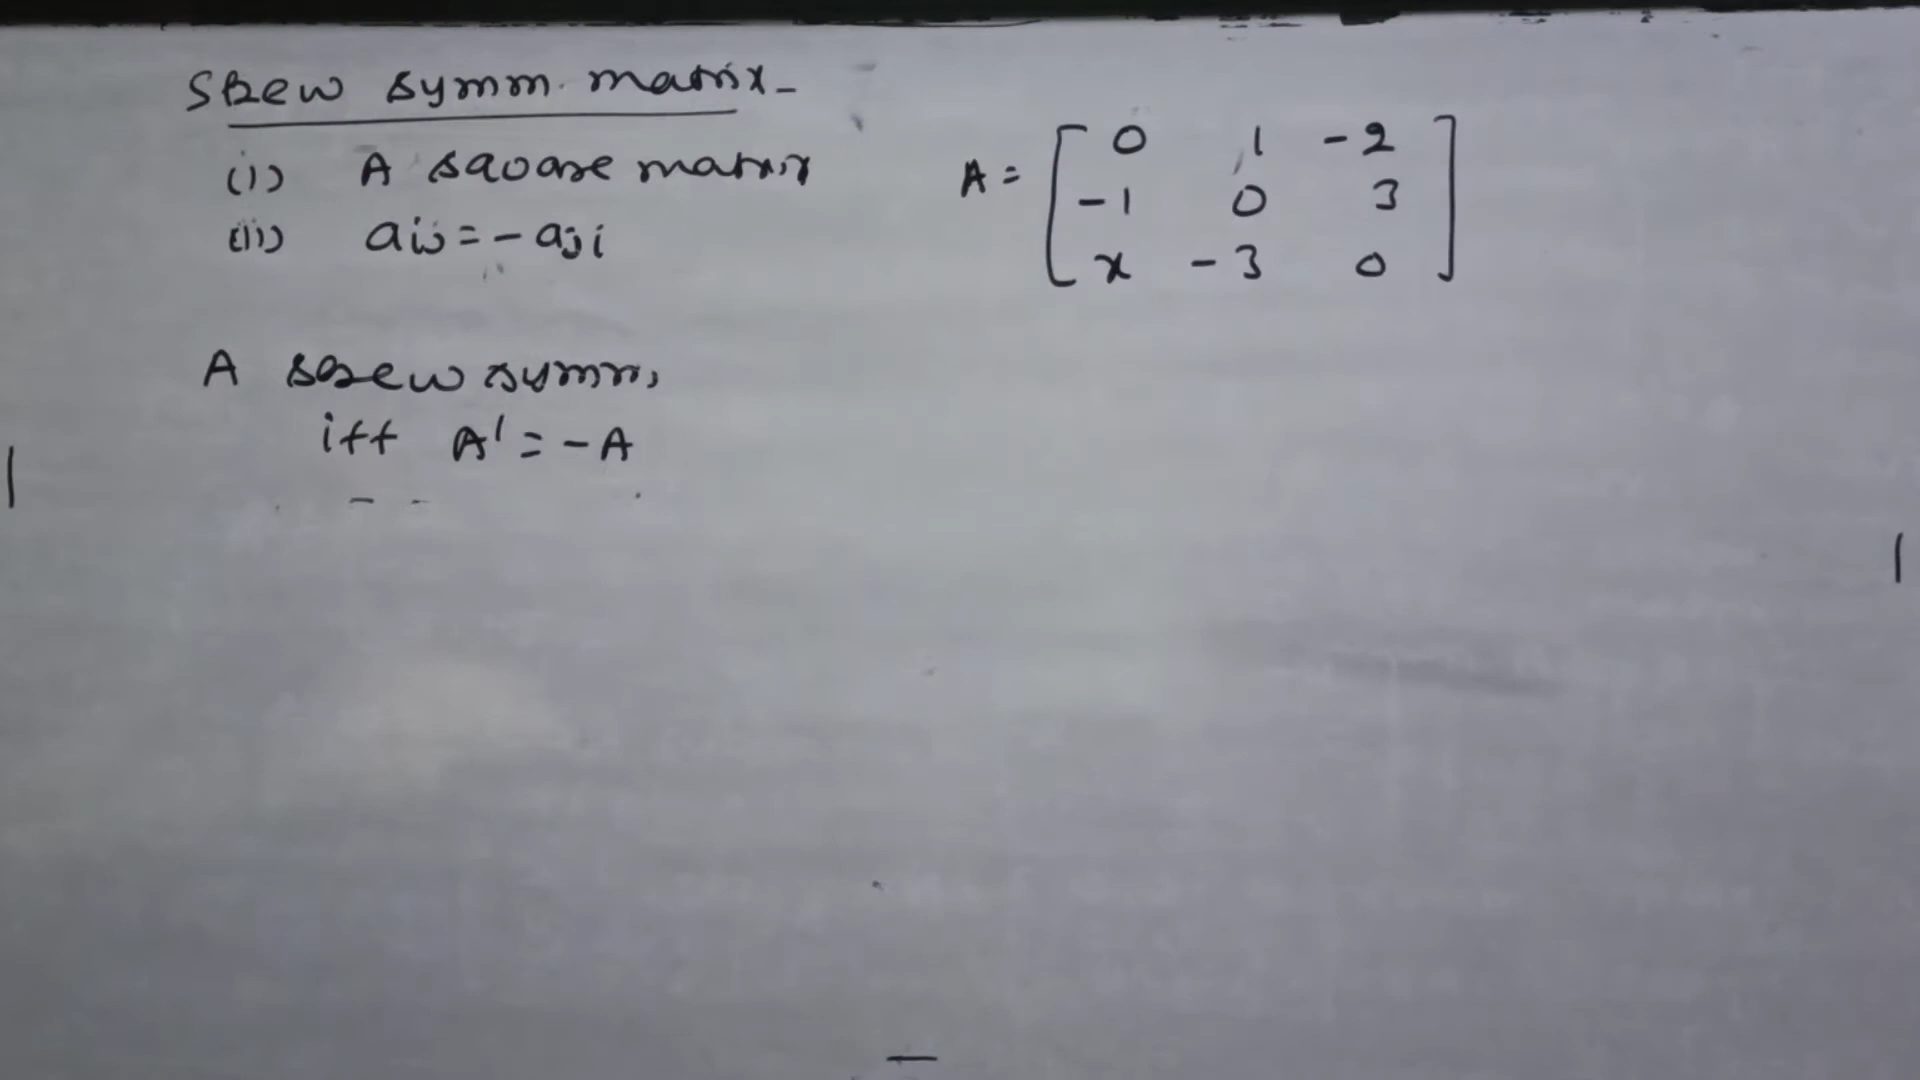 Skew symm. matrix-
(i) A square matrix
(ii) aij = - aji
A = [ 0 1 -2
-1 0 3
x -3 0 ]
A skew symm,
iff A' = - A